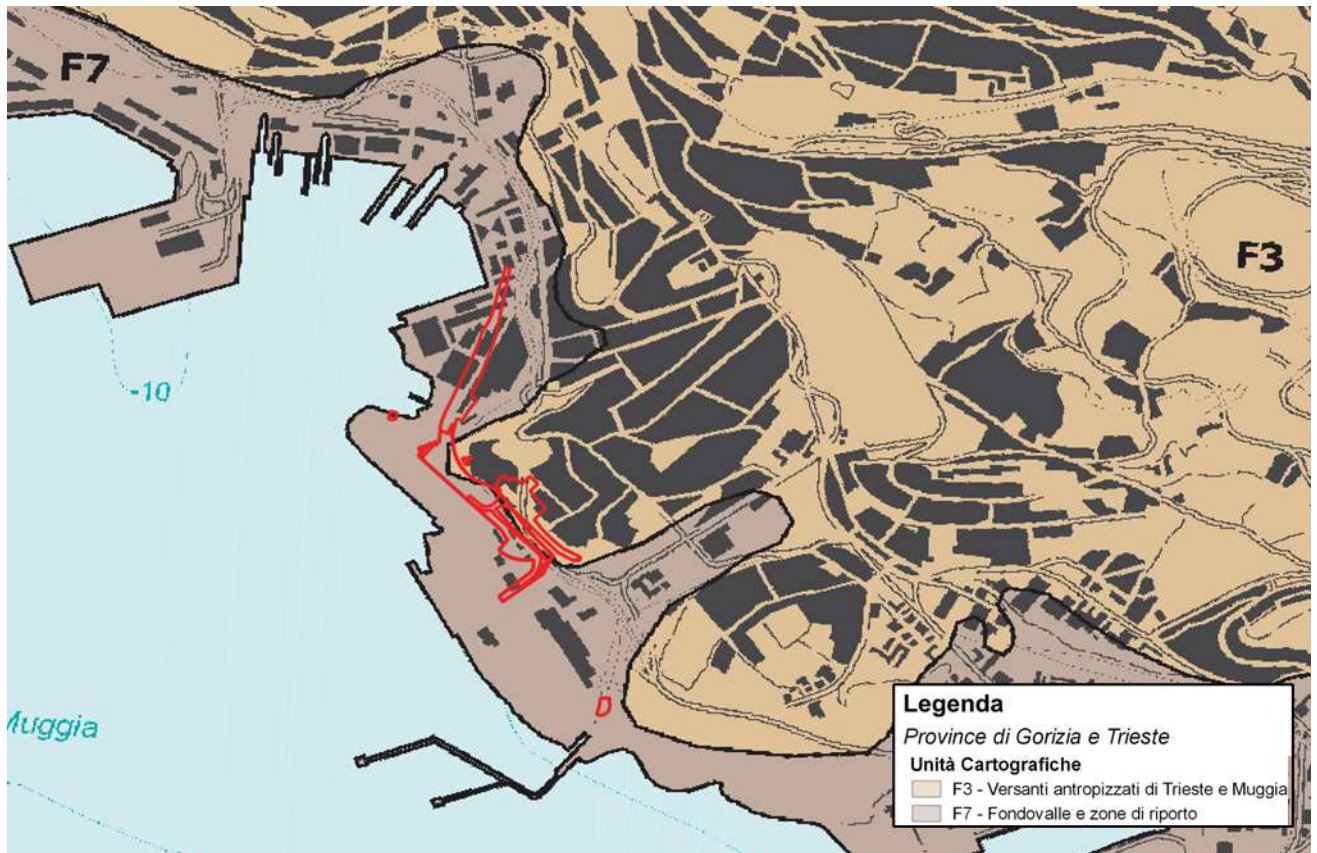 F7
F3
-10
Muggia
Legenda
Province di Gorizia e Trieste
Unità Cartografiche
F3 - Versanti antropizzati di Trieste e Muggia
F7 - Fondovalle e zone di riporto